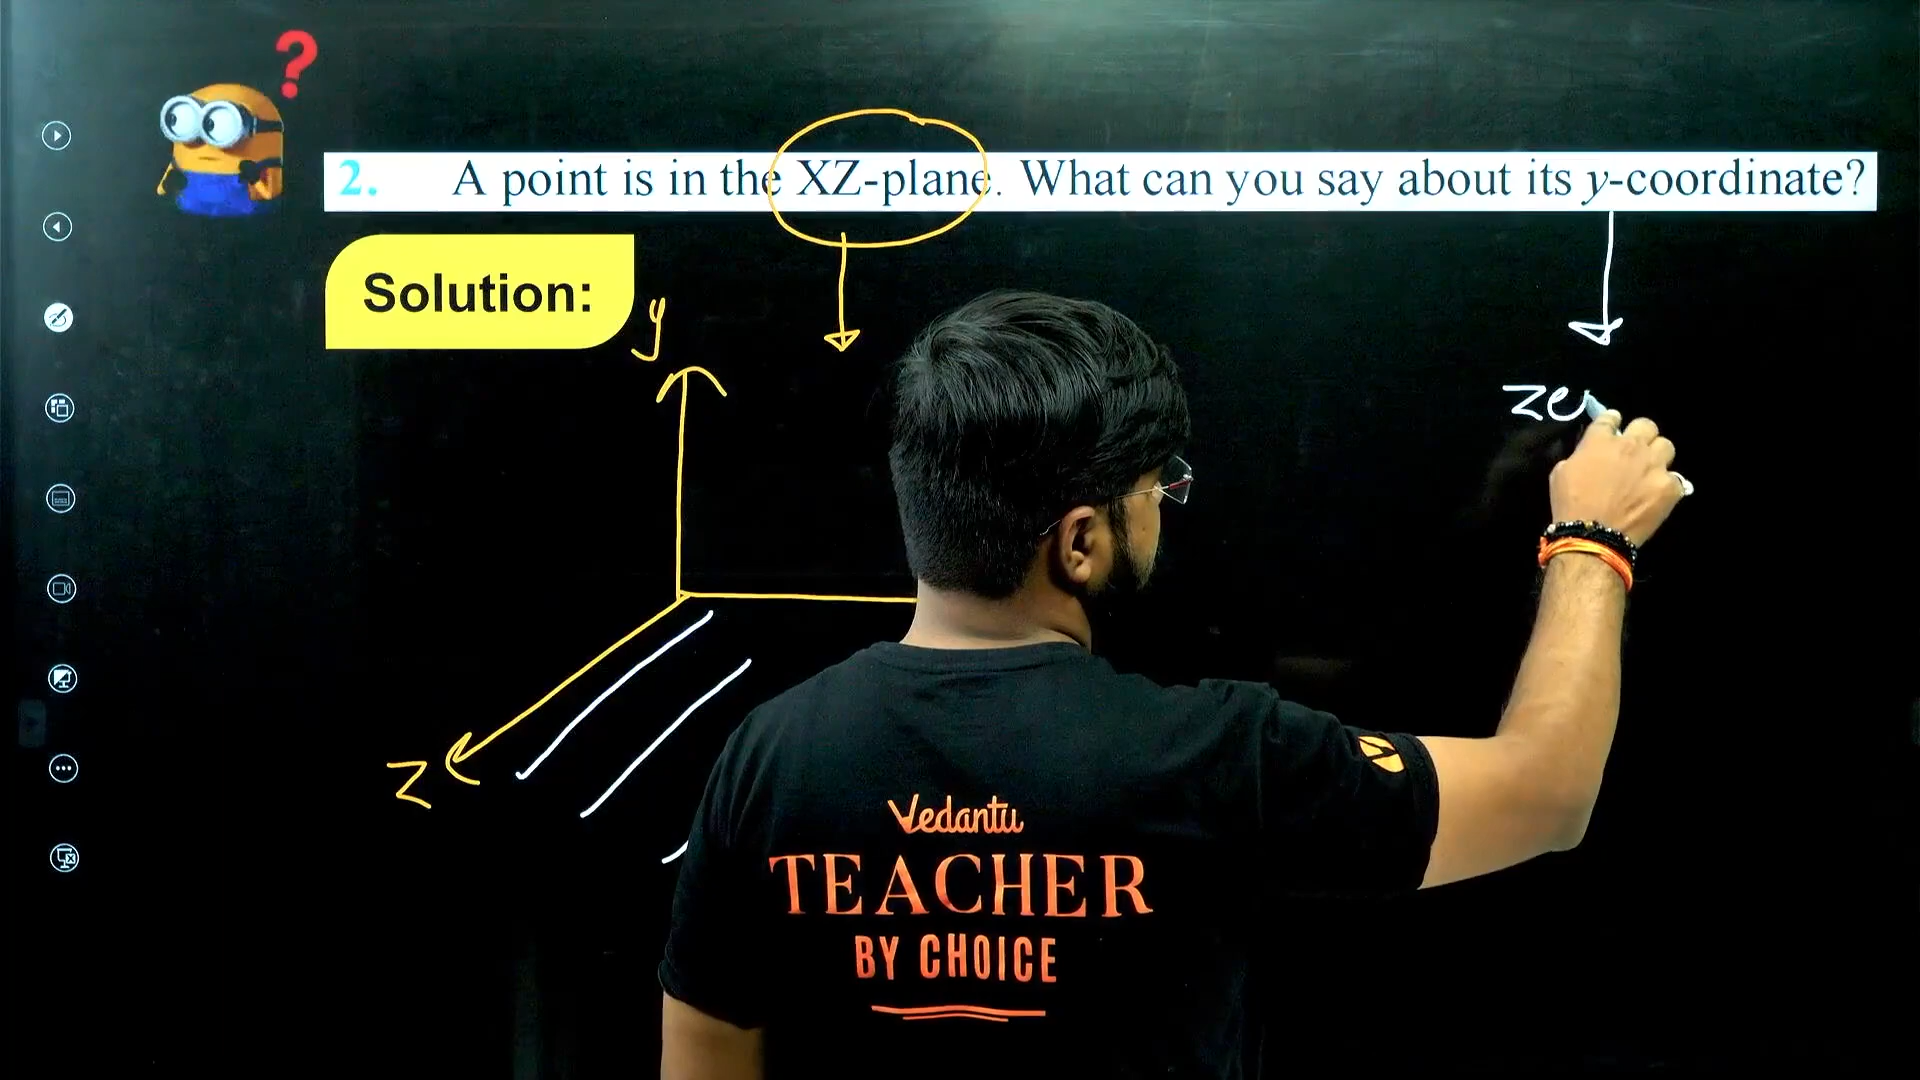 ?
2. A point is in the XZ-plane. What can you say about its y-coordinate?
Solution:
y
zer
z
Vedantu
TEACHER
BY CHOICE